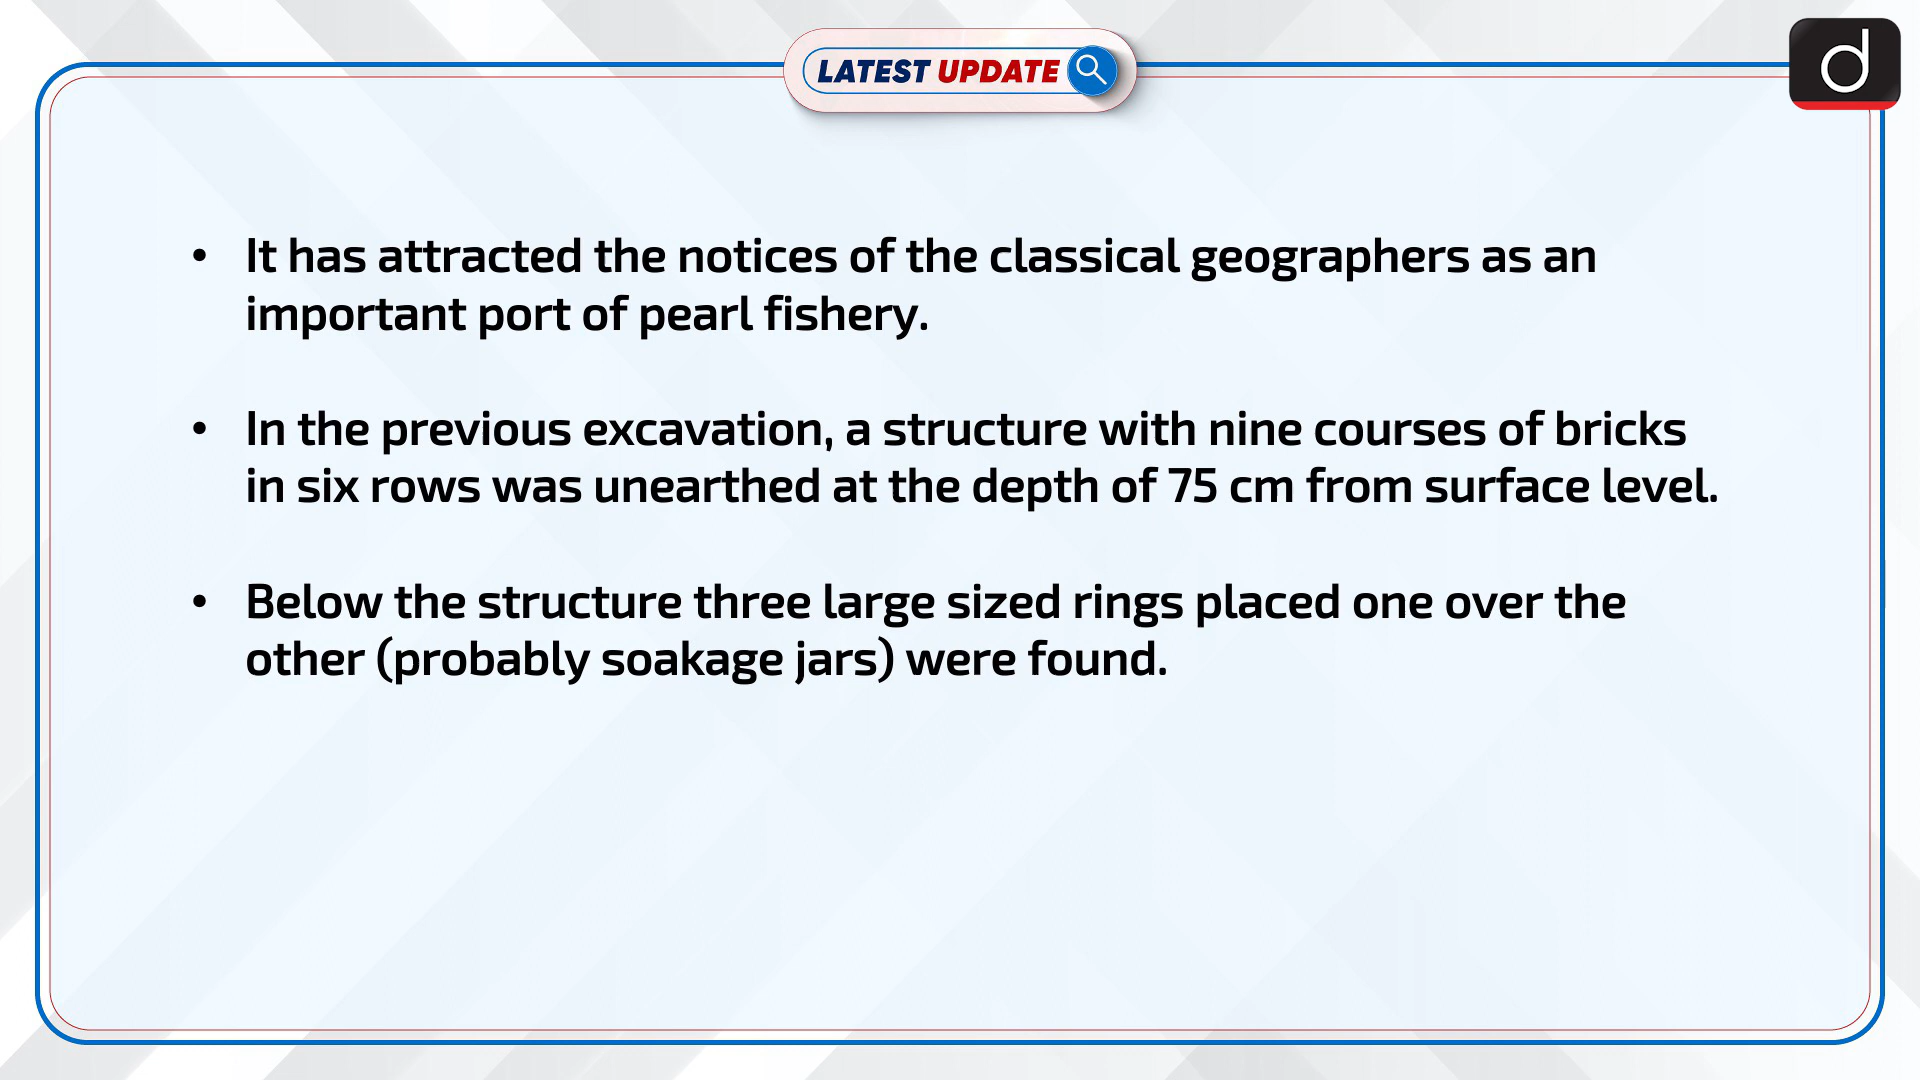 LATEST UPDATE
d
• It has attracted the notices of the classical geographers as an
important port of pearl fishery.
• In the previous excavation, a structure with nine courses of bricks
in six rows was unearthed at the depth of 75 cm from surface level.
• Below the structure three large sized rings placed one over the
other (probably soakage jars) were found.